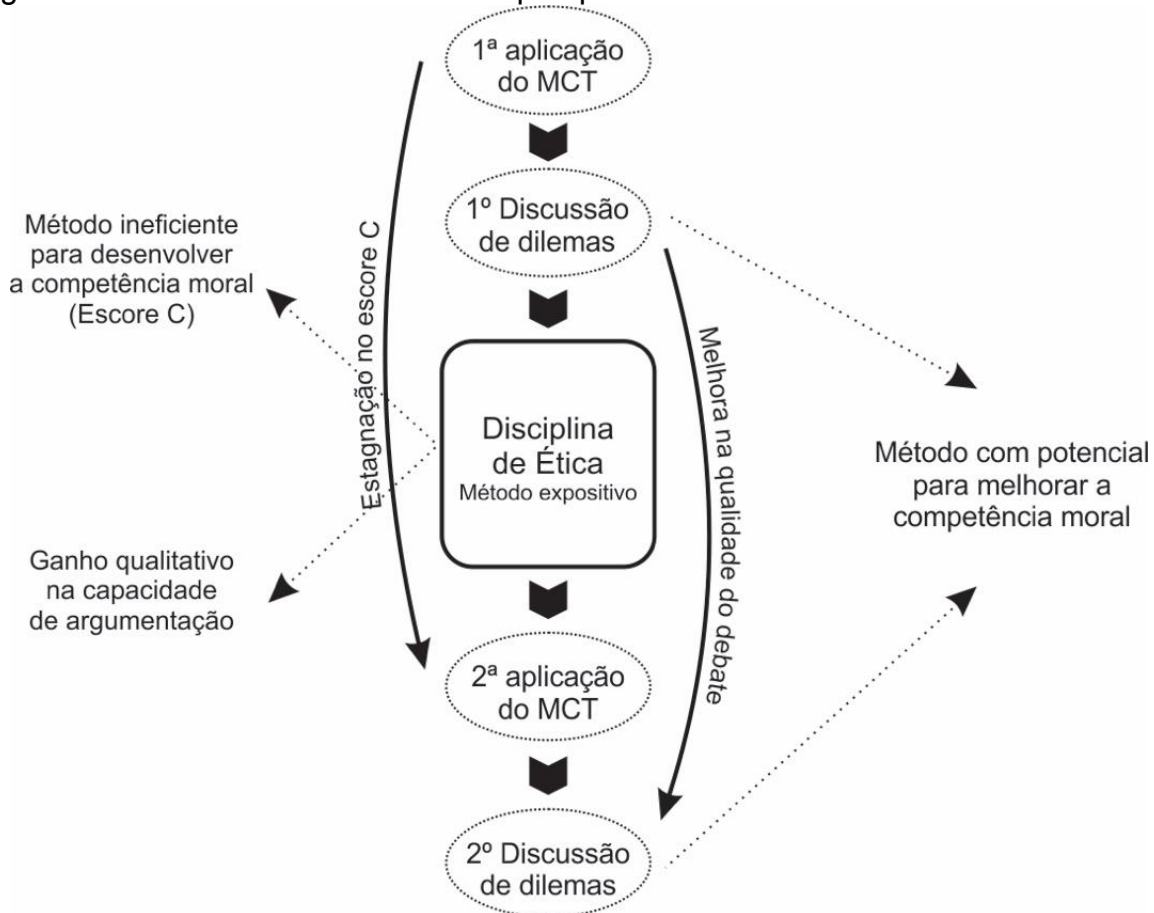 1ª aplicação
do MCT
1º Discussão
de dilemas
Método ineficiente
para desenvolver
a competência moral
(Escore C)
Estagnação no escore C
Disciplina
de Ética
Método expositivo
Melhora na qualidade do debate
Método com potencial
para melhorar a
competência moral
Ganho qualitativo
na capacidade
de argumentação
2ª aplicação
do MCT
2º Discussão
de dilemas